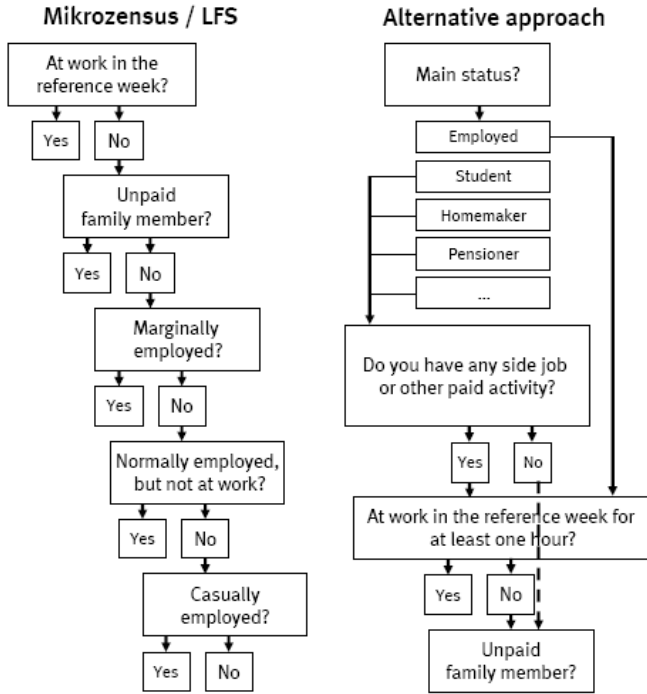 Mikrozensus / LFS
At work in the
reference week?
Yes
No
Unpaid
family member?
Yes
No
Marginally
employed?
Yes
No
Normally employed,
but not at work?
Yes
No
Casually
employed?
Yes
No
Alternative approach
Main status?
Employed
Student
Homemaker
Pensioner
...
Do you have any side job
or other paid activity?
Yes
No
At work in the reference week for
at least one hour?
Yes
No
Unpaid
family member?